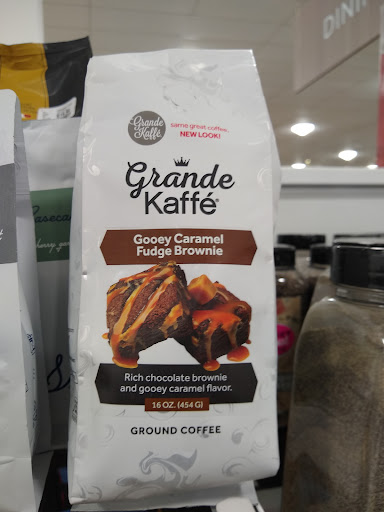 DINI
Grande
Kaffé
same great coffee,
NEW LOOK!
Grande
Kaffé®
Gooey Caramel
Fudge Brownie
Rich chocolate brownie
and gooey caramel flavor.
16 OZ. (454 G)
GROUND COFFEE